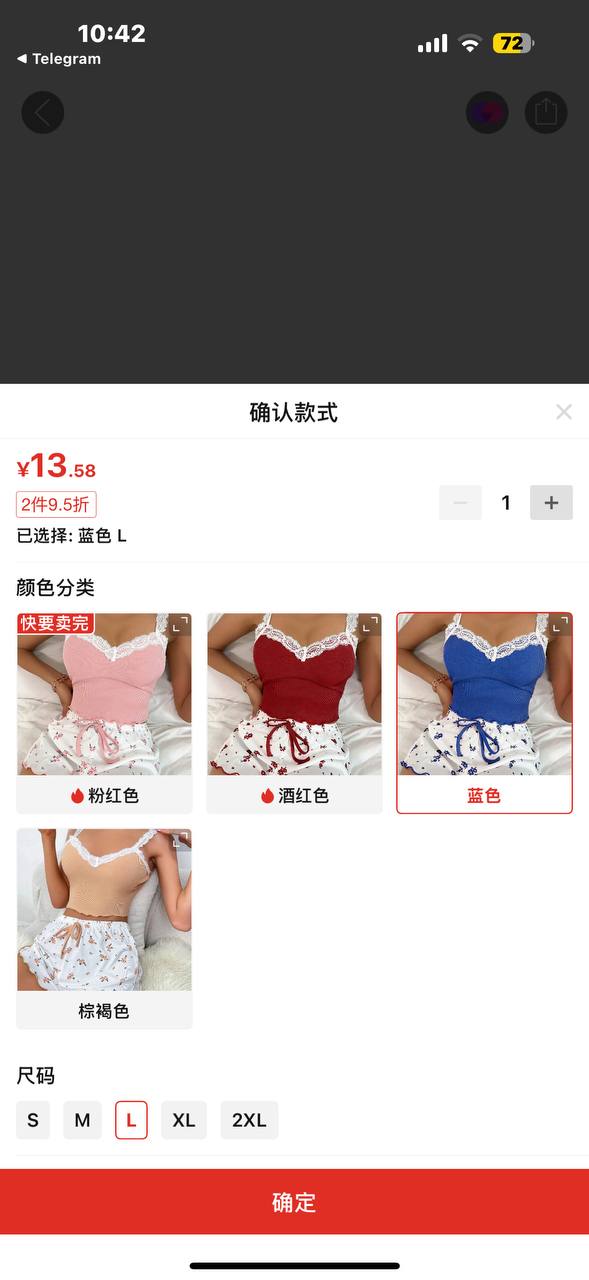 10:42
72
◀ Telegram
确认款式
¥13.58
2件9.5折
1
已选择: 蓝色 L
颜色分类
快要卖完
粉红色
酒红色
蓝色
棕褐色
尺码
S M L XL 2XL
确定